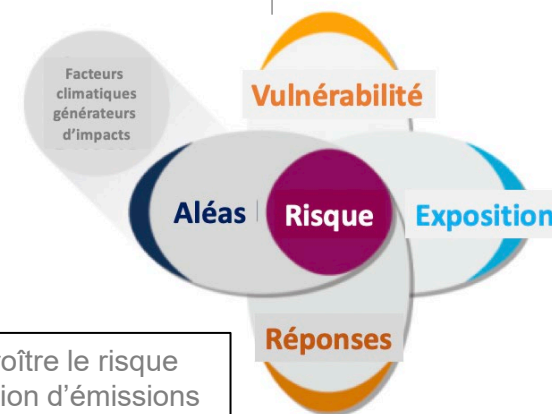 Facteurs
climatiques
générateurs
d'impacts
Vulnérabilité
Aléas
Risque
Exposition
Réponses
roître le risque
ion d'émissions